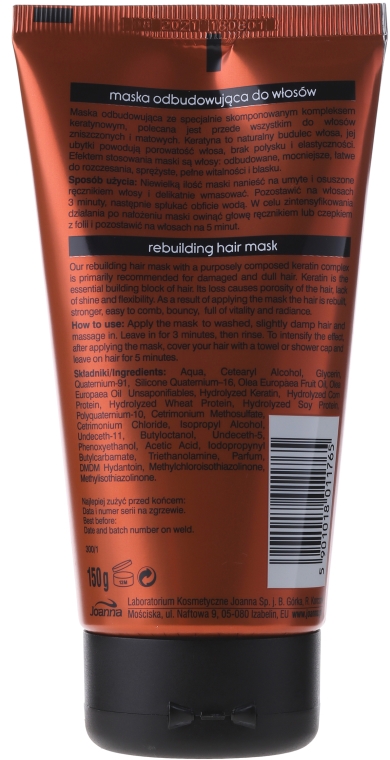 08 2021 180801
maska odbudowująca do włosów
Maska odbudowująca ze specjalnie skomponowanym kompleksem
keratynowym, polecana jest przede wszystkim do włosów
zniszczonych i matowych. Keratyna to naturalny budulec włosa, jej
ubytki powodują porowatość włosa, brak połysku i elastyczności.
Efektem stosowania maski są włosy: odbudowane, mocniejsze, łatwe
do rozczesania, sprężyste, pełne witalności i blasku.
Sposób użycia: Niewielką ilość maski nanieść na umyte i osuszone
ręcznikiem włosy i delikatnie wmasować. Pozostawić na włosach
3 minuty, następnie spłukać obficie wodą. W celu zintensyfikowania
działania po nałożeniu maski owinąć głowę ręcznikiem lub czepkiem
z folii i pozostawić na włosach na 5 minut.
rebuilding hair mask
Our rebuilding hair mask with a purposely composed keratin complex
is primarily recommended for damaged and dull hair. Keratin is the
essential building block of hair. Its loss causes porosity of the hair, lack
of shine and flexibility. As a result of applying the mask the hair is rebuilt,
stronger, easy to comb, bouncy, full of vitality and radiance.
How to use: Apply the mask to washed, slightly damp hair and
massage in. Leave in for 3 minutes, then rinse. To intensify the effect,
after applying the mask, cover your hair with a towel or shower cap and
leave on hair for 5 minutes.
Składniki/Ingredients: Aqua, Cetearyl Alcohol, Glycerin,
Quaternium-91, Silicone Quaternium-16, Olea Europaea Fruit Oil, Olea
Europaea Oil Unsaponifiables, Hydrolyzed Keratin, Hydrolyzed Corn
Protein, Hydrolyzed Wheat Protein, Hydrolyzed Soy Protein,
Polyquaternium-10, Cetrimonium Methosulfate,
Cetrimonium Chloride, Isopropyl Alcohol,
Undeceth-11, Butyloctanol, Undeceth-5,
Phenoxyethanol, Acetic Acid, Iodopropynyl
Butylcarbamate, Triethanolamine, Parfum,
DMDM Hydantoin, Methylchloroisothiazolinone,
Methylisothiazolinone.
Najlepiej zużyć przed końcem:
Data i numer serii na zgrzewie.
Best before:
Date and batch number on weld.
300/1
150 g
12M
Joanna
Laboratorium Kosmetyczne Joanna Sp. j. B. Górka,
Mościska, ul. Naftowa 9, 05-080 Izabelin, EU
5 901018 011765